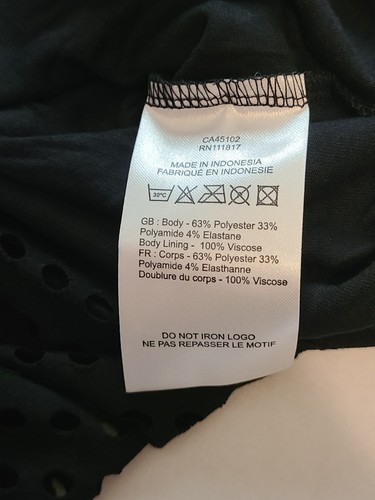 CA45102
RN111817
MADE IN INDONESIA
FABRIQUÉ EN INDONÉSIE
30°C
GB : Body - 63% Polyester 33%
Polyamide 4% Elastane
Body Lining - 100% Viscose
FR : Corps - 63% Polyester 33%
Polyamide 4% Elasthanne
Doublure du corps - 100% Viscose
DO NOT IRON LOGO
NE PAS REPASSER LE MOTIF